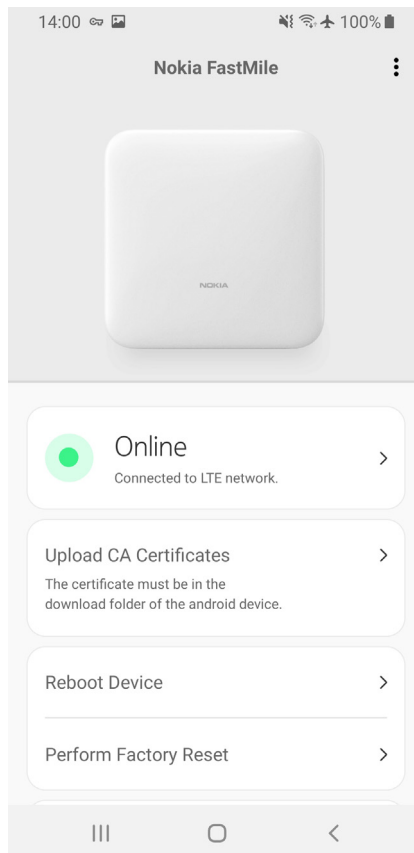 14:00 100%
Nokia FastMile
NOKIA
Online
Connected to LTE network.
Upload CA Certificates
The certificate must be in the
download folder of the android device.
Reboot Device
Perform Factory Reset